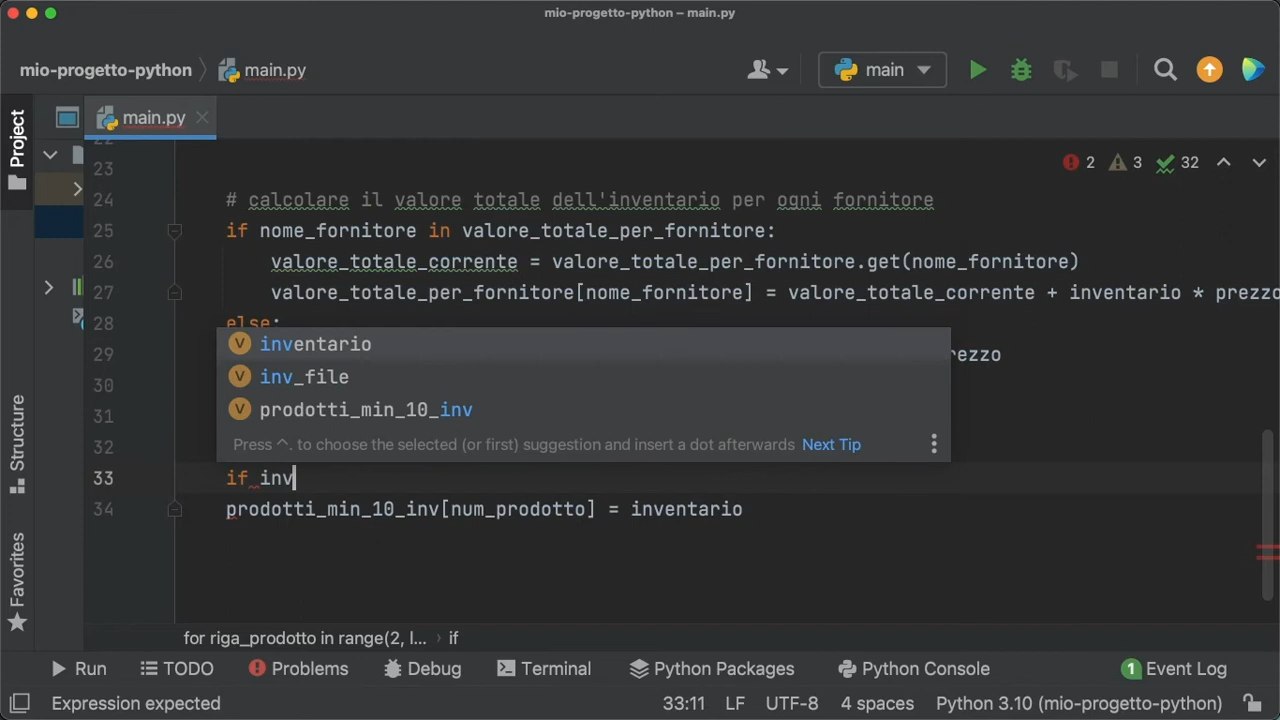 mio-progetto-python – main.py
mio-progetto-python
main.py
main
main.py
Project
Structure
Favorites
2
3
32
23
24 # calcolare il valore totale dell'inventario per ogni fornitore
25 if nome_fornitore in valore_totale_per_fornitore:
26 valore_totale_corrente = valore_totale_per_fornitore.get(nome_fornitore)
27 valore_totale_per_fornitore[nome_fornitore] = valore_totale_corrente + inventario * prezzo
28 else:
29 rezzo
30
31
32
inventario
inv_file
prodotti_min_10_inv
Press ^. to choose the selected (or first) suggestion and insert a dot afterwards Next Tip
33 if inv
34 prodotti_min_10_inv[num_prodotto] = inventario
for riga_prodotto in range(2, l... › if
Run TODO Problems Debug Terminal Python Packages Python Console 1 Event Log
Expression expected 33:11 LF UTF-8 4 spaces Python 3.10 (mio-progetto-python)